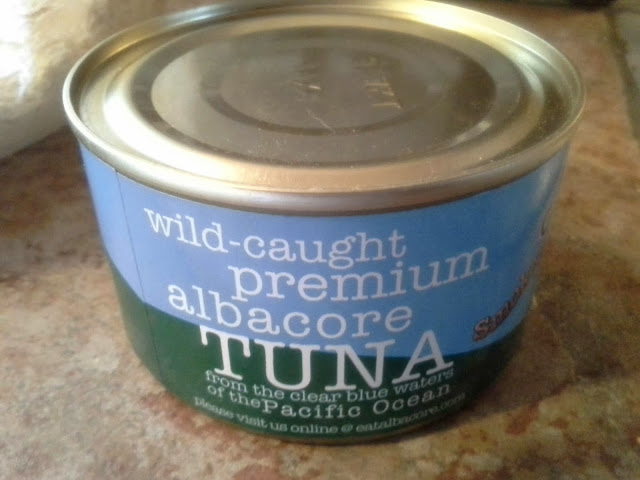 wild-caught
premium
albacore
TUNA
from the clear blue waters
of the Pacific Ocean
please visit us online @ eatalbacore.com